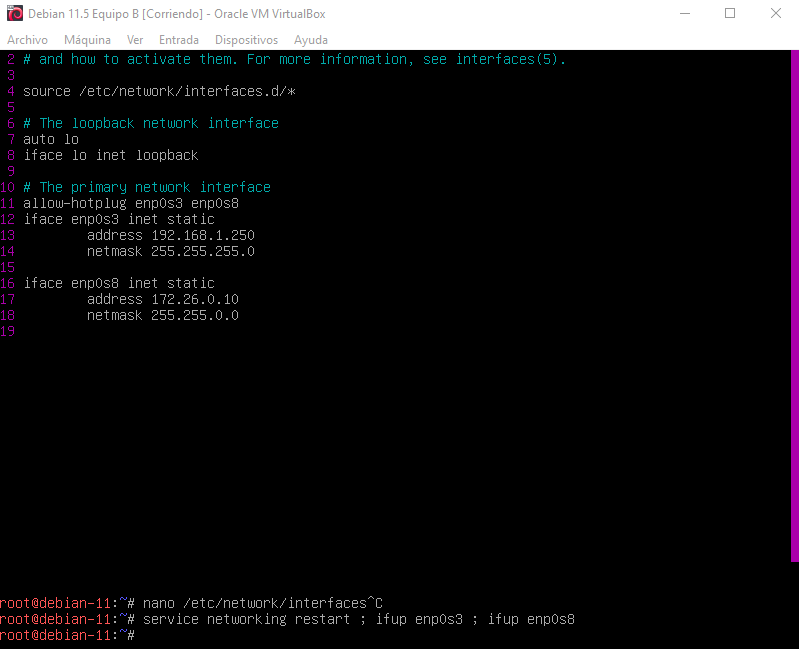 Debian 11.5 Equipo B [Corriendo] - Oracle VM VirtualBox
Archivo Máquina Ver Entrada Dispositivos Ayuda
2 # and how to activate them. For more information, see interfaces(5).
3
4 source /etc/network/interfaces.d/*
5
6 # The loopback network interface
7 auto lo
8 iface lo inet loopback
9
10 # The primary network interface
11 allow-hotplug enp0s3 enp0s8
12 iface enp0s3 inet static
13         address 192.168.1.250
14         netmask 255.255.255.0
15
16 iface enp0s8 inet static
17         address 172.26.0.10
18         netmask 255.255.0.0
19
root@debian-11:~# nano /etc/network/interfaces^C
root@debian-11:~# service networking restart ; ifup enp0s3 ; ifup enp0s8
root@debian-11:~#